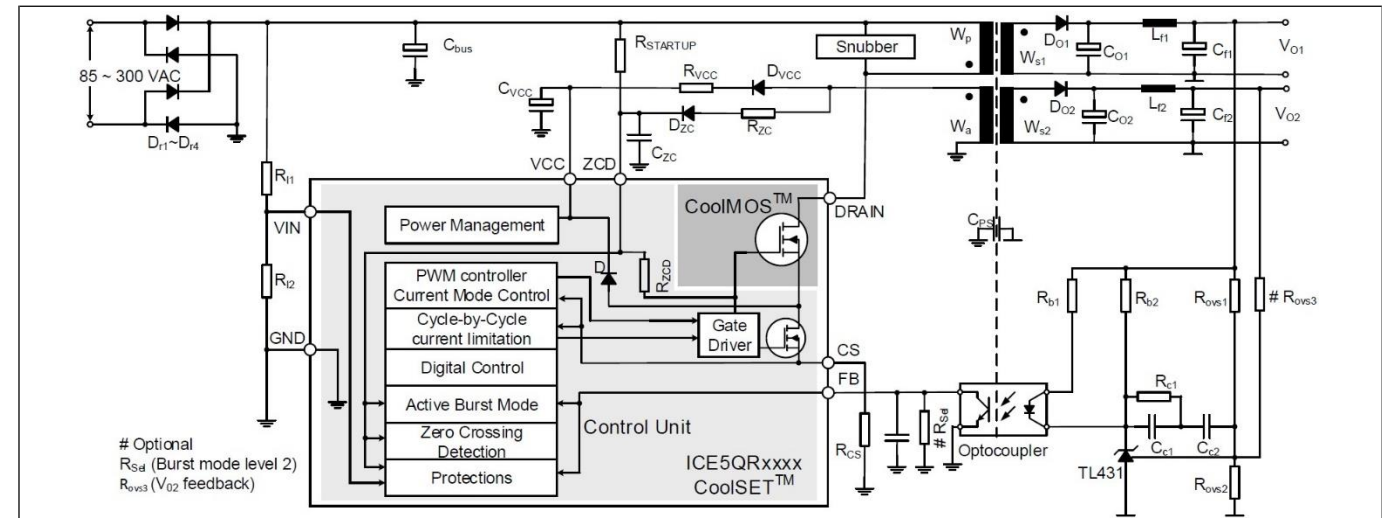 85 ~ 300 VAC
Dr1~Dr4
Cbus
RSTARTUP
Snubber
Wp
Ws1
DO1
CO1
Lf1
Cf1
VO1
CVCC
RVCC
DVCC
DZC
RZC
CZC
Wa
Ws2
DO2
CO2
Lf2
Cf2
VO2
RI1
VIN
RI2
GND
VCC
ZCD
DRAIN
CS
FB
Power Management
CoolMOS™
D
RZCD
PWM controller
Current Mode Control
Cycle-by-Cycle
current limitation
Digital Control
Active Burst Mode
Zero Crossing
Detection
Protections
Gate
Driver
Control Unit
ICE5QRxxxx
CoolSET™
CPS
RCS
# RSel
Optocoupler
Rb1
Rb2
Rovs1
# Rovs3
Rc1
Cc1
Cc2
TL431
Rovs2
# Optional
RSel (Burst mode level 2)
Rovs3 (V02 feedback)